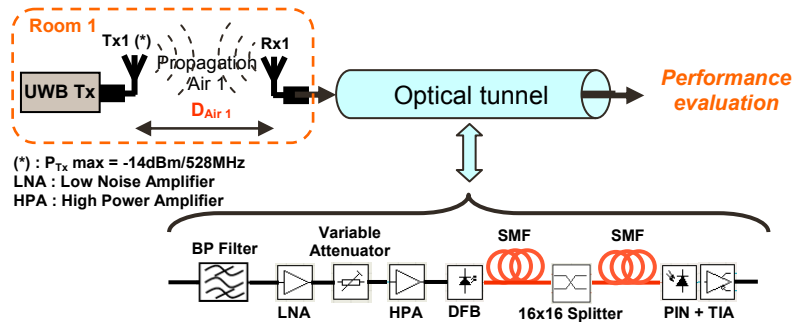 Room 1
Tx1 (*)
Rx1
Propagation
Air 1
UWB Tx
D_Air 1
Optical tunnel
Performance
evaluation
(*) : P_Tx max = -14dBm/528MHz
LNA : Low Noise Amplifier
HPA : High Power Amplifier
BP Filter
Variable
Attenuator
SMF
SMF
LNA
HPA
DFB
16x16 Splitter
PIN + TIA